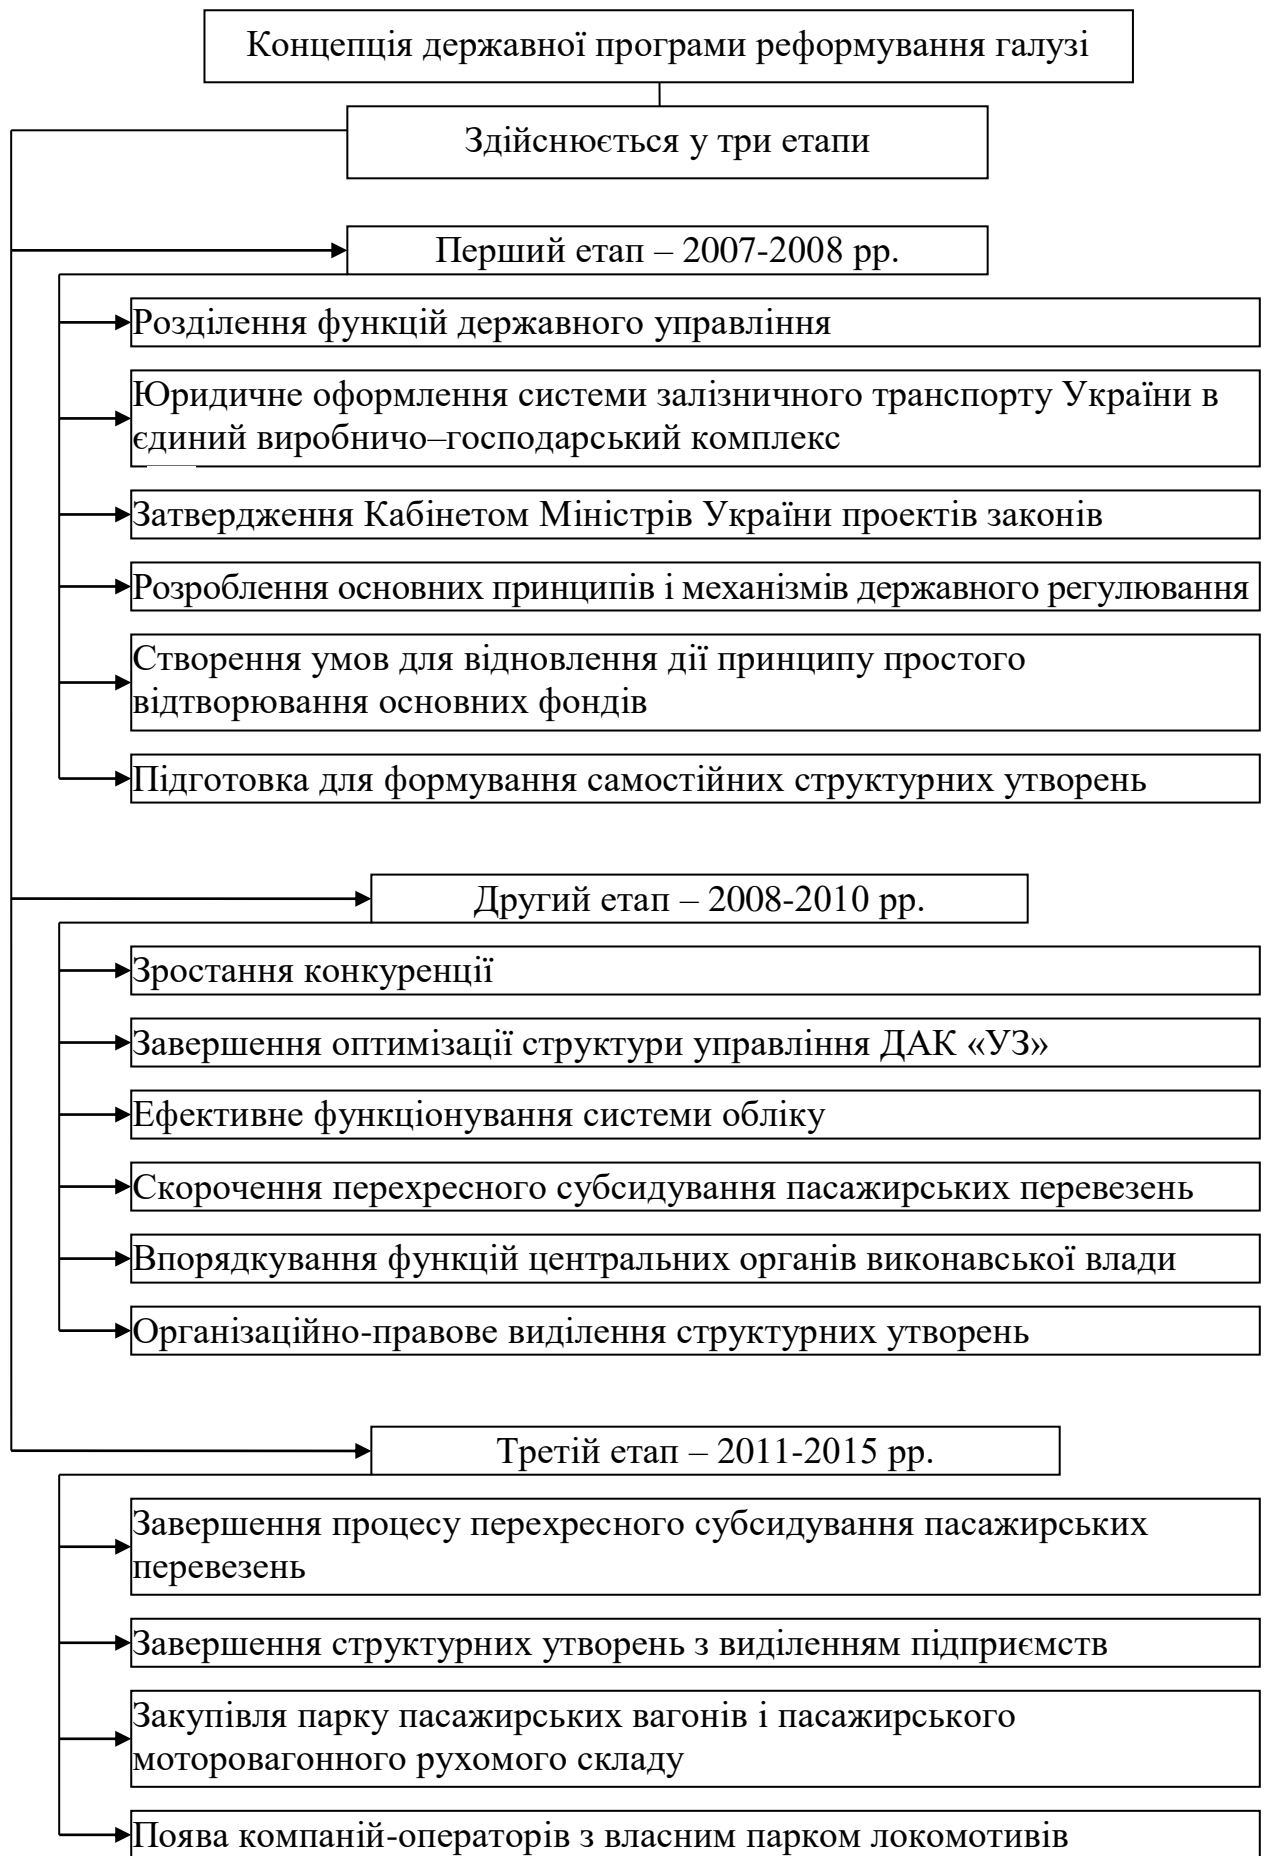 Концепція державної програми реформування галузі
Здійснюється у три етапи
Перший етап – 2007-2008 рр.
Розділення функцій державного управління
Юридичне оформлення системи залізничного транспорту України в
єдиний виробничо–господарський комплекс
Затвердження Кабінетом Міністрів України проектів законів
Розроблення основних принципів і механізмів державного регулювання
Створення умов для відновлення дії принципу простого
відтворювання основних фондів
Підготовка для формування самостійних структурних утворень
Другий етап – 2008-2010 рр.
Зростання конкуренції
Завершення оптимізації структури управління ДАК «УЗ»
Ефективне функціонування системи обліку
Скорочення перехресного субсидування пасажирських перевезень
Впорядкування функцій центральних органів виконавської влади
Організаційно-правове виділення структурних утворень
Третій етап – 2011-2015 рр.
Завершення процесу перехресного субсидування пасажирських
перевезень
Завершення структурних утворень з виділенням підприємств
Закупівля парку пасажирських вагонів і пасажирського
моторовагонного рухомого складу
Поява компаній-операторів з власним парком локомотивів